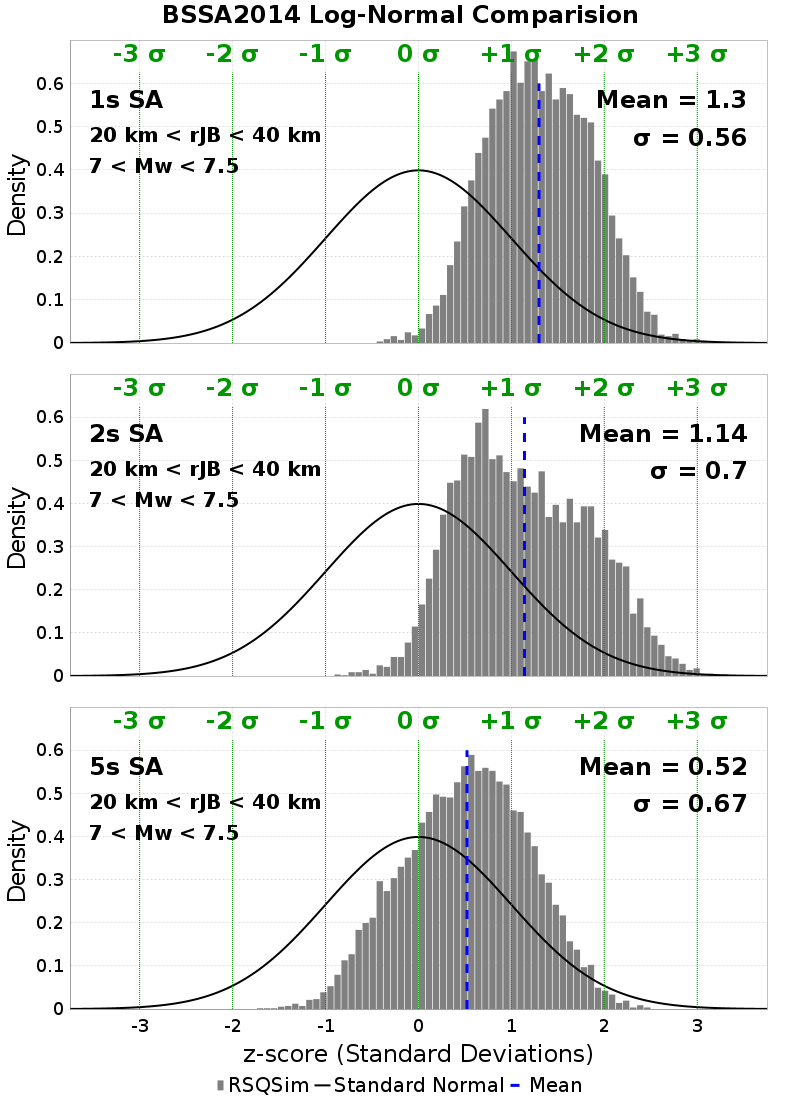 BSSA2014 Log-Normal Comparision
-3 σ -2 σ -1 σ 0 σ +1 σ +2 σ +3 σ
1s SA
Mean = 1.3
20 km < rJB < 40 km
σ = 0.56
7 < Mw < 7.5
0.6
0.5
0.4
0.3
0.2
0.1
0
Density
-3 σ -2 σ -1 σ 0 σ +1 σ +2 σ +3 σ
2s SA
Mean = 1.14
20 km < rJB < 40 km
σ = 0.7
7 < Mw < 7.5
0.6
0.5
0.4
0.3
0.2
0.1
0
Density
-3 σ -2 σ -1 σ 0 σ +1 σ +2 σ +3 σ
5s SA
Mean = 0.52
20 km < rJB < 40 km
σ = 0.67
7 < Mw < 7.5
0.6
0.5
0.4
0.3
0.2
0.1
0
Density
-3 -2 -1 0 1 2 3
z-score (Standard Deviations)
RSQSim Standard Normal Mean